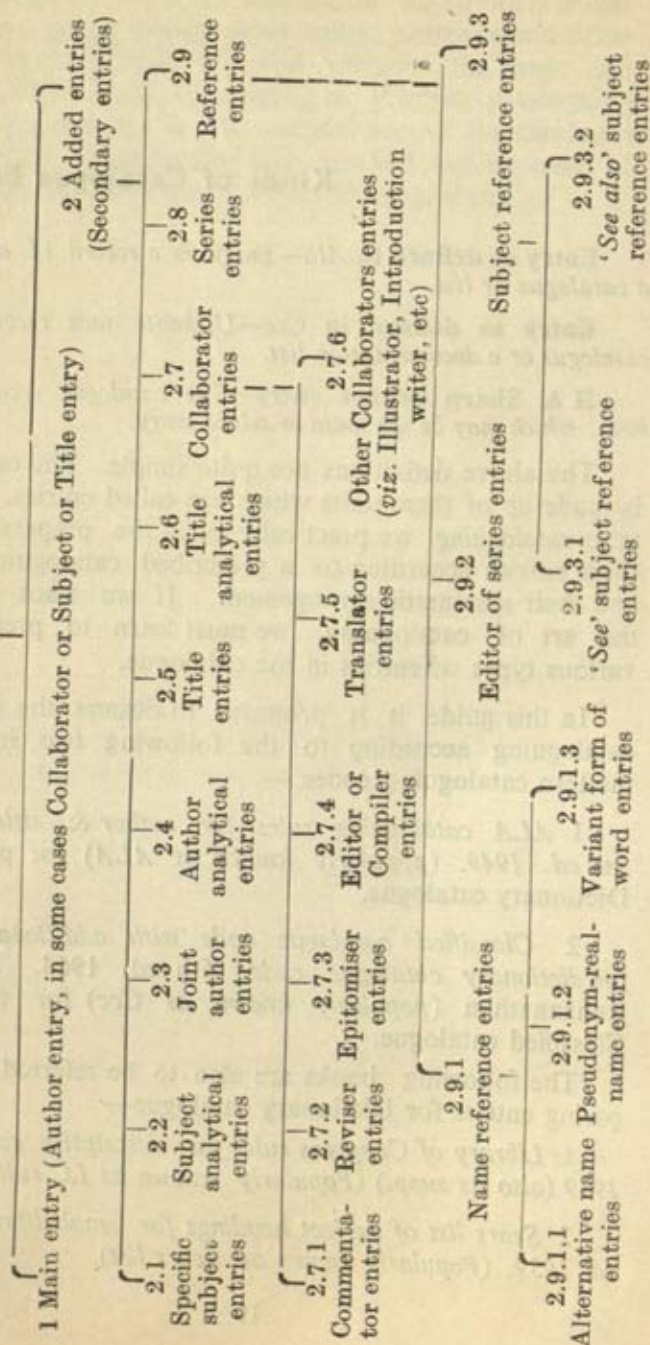 1 Main entry (Author entry, in some cases Collaborator or Subject or Title entry)
2 Added entries
(Secondary entries)
2.1
Specific
subject
entries
2.2
Subject
analytical
entries
2.3
Joint
author
entries
2.4
Author
analytical
entries
2.5
Title
entries
2.6
Title
analytical
entries
2.7
Collaborator
entries
2.8
Series
entries
2.9
Reference
entries
2.7.1
Commenta-
tor entries
2.7.2
Reviser
entries
2.7.3
Epitomiser
entries
2.7.4
Editor or
Compiler
entries
2.7.5
Translator
entries
2.7.6
Other Collaborators entries
(viz. Illustrator, Introduction
writer, etc)
2.9.1
Name reference entries
2.9.2
Editor of series entries
2.9.3
Subject reference entries
2.9.1.1
Alternative name
entries
2.9.1.2
Pseudonym-real-
name entries
2.9.1.3
Variant form of
word entries
2.9.3.1
'See' subject reference
entries
2.9.3.2
'See also' subject
reference entries